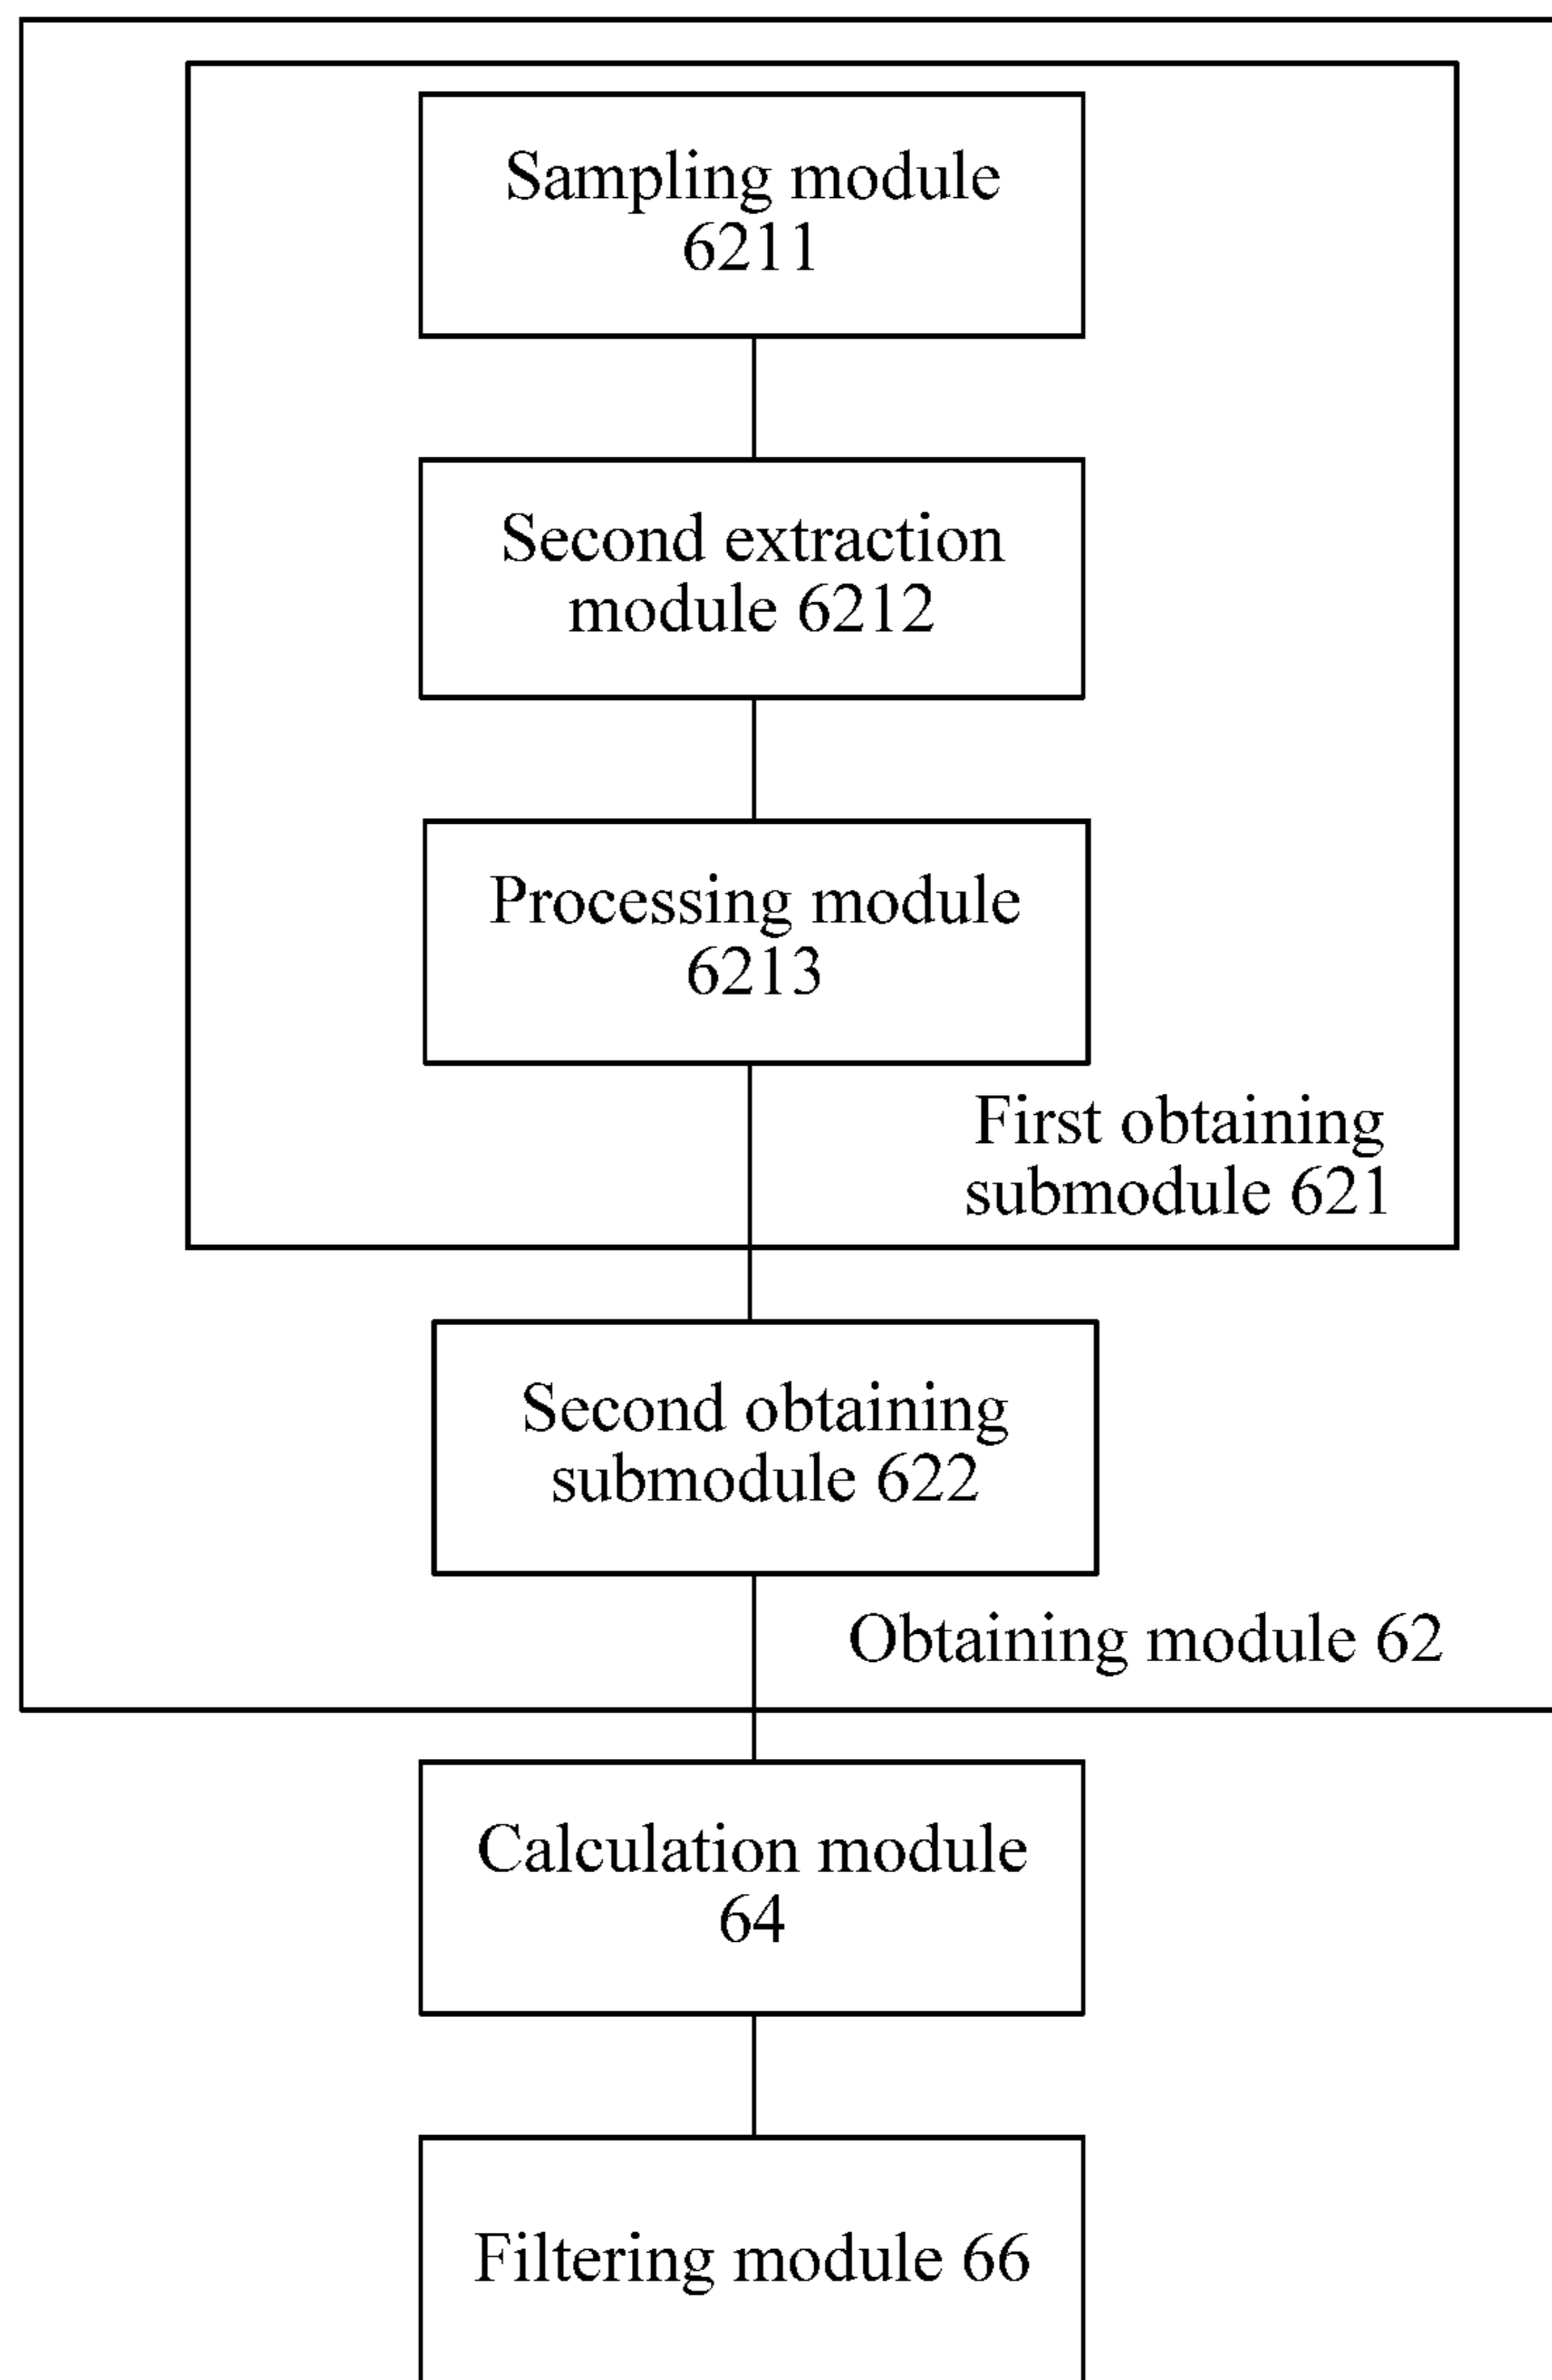 Sampling module
6211
Second extraction
module 6212
Processing module
6213
First obtaining
submodule 621
Second obtaining
submodule 622
Obtaining module 62
Calculation module
64
Filtering module 66